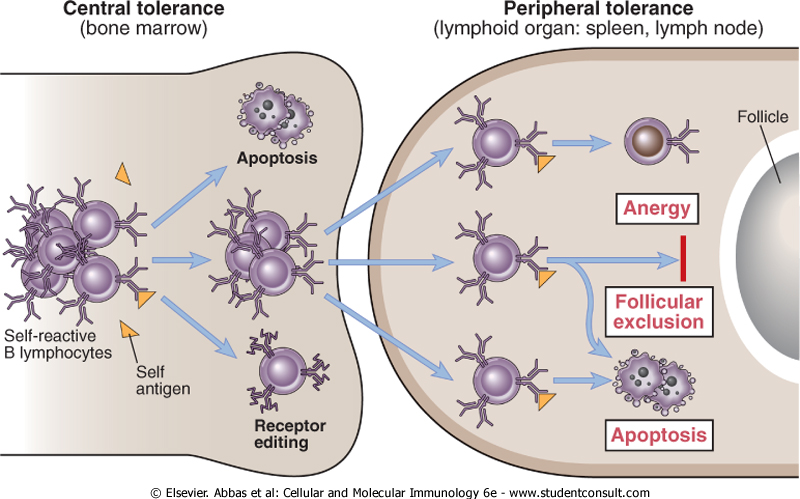 Central tolerance
(bone marrow)
Peripheral tolerance
(lymphoid organ: spleen, lymph node)
Apoptosis
Follicle
Anergy
Self-reactive
B lymphocytes
Self
antigen
Follicular
exclusion
Receptor
editing
Apoptosis
© Elsevier. Abbas et al: Cellular and Molecular Immunology 6e - www.studentconsult.com